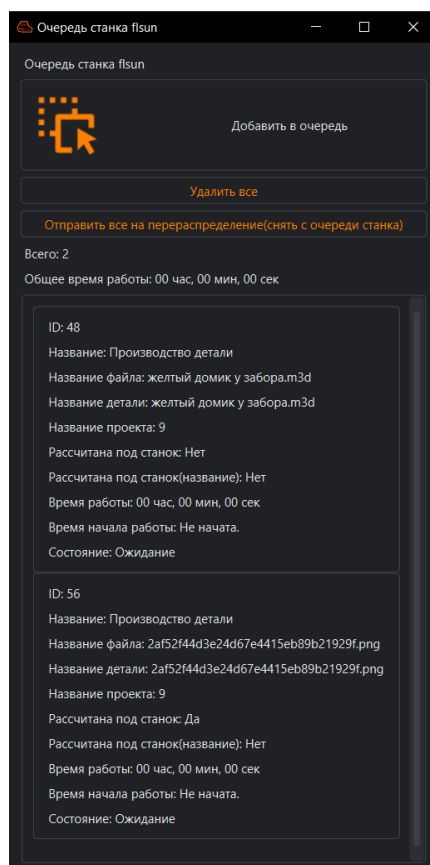 Очередь станка flsun
Очередь станка flsun
Добавить в очередь
Удалить все
Отправить все на перераспределение(снять с очереди станка)
Всего: 2
Общее время работы: 00 час, 00 мин, 00 сек
ID: 48
Название: Производство детали
Название файла: желтый домик у забора.m3d
Название детали: желтый домик у забора.m3d
Название проекта: 9
Рассчитана под станок: Нет
Рассчитана под станок(название): Нет
Время работы: 00 час, 00 мин, 00 сек
Время начала работы: Не начата.
Состояние: Ожидание
ID: 56
Название: Производство детали
Название файла: 2af52f44d3e24d67e4415eb89b21929f.png
Название детали: 2af52f44d3e24d67e4415eb89b21929f.png
Название проекта: 9
Рассчитана под станок: Да
Рассчитана под станок(название): Нет
Время работы: 00 час, 00 мин, 00 сек
Время начала работы: Не начата.
Состояние: Ожидание